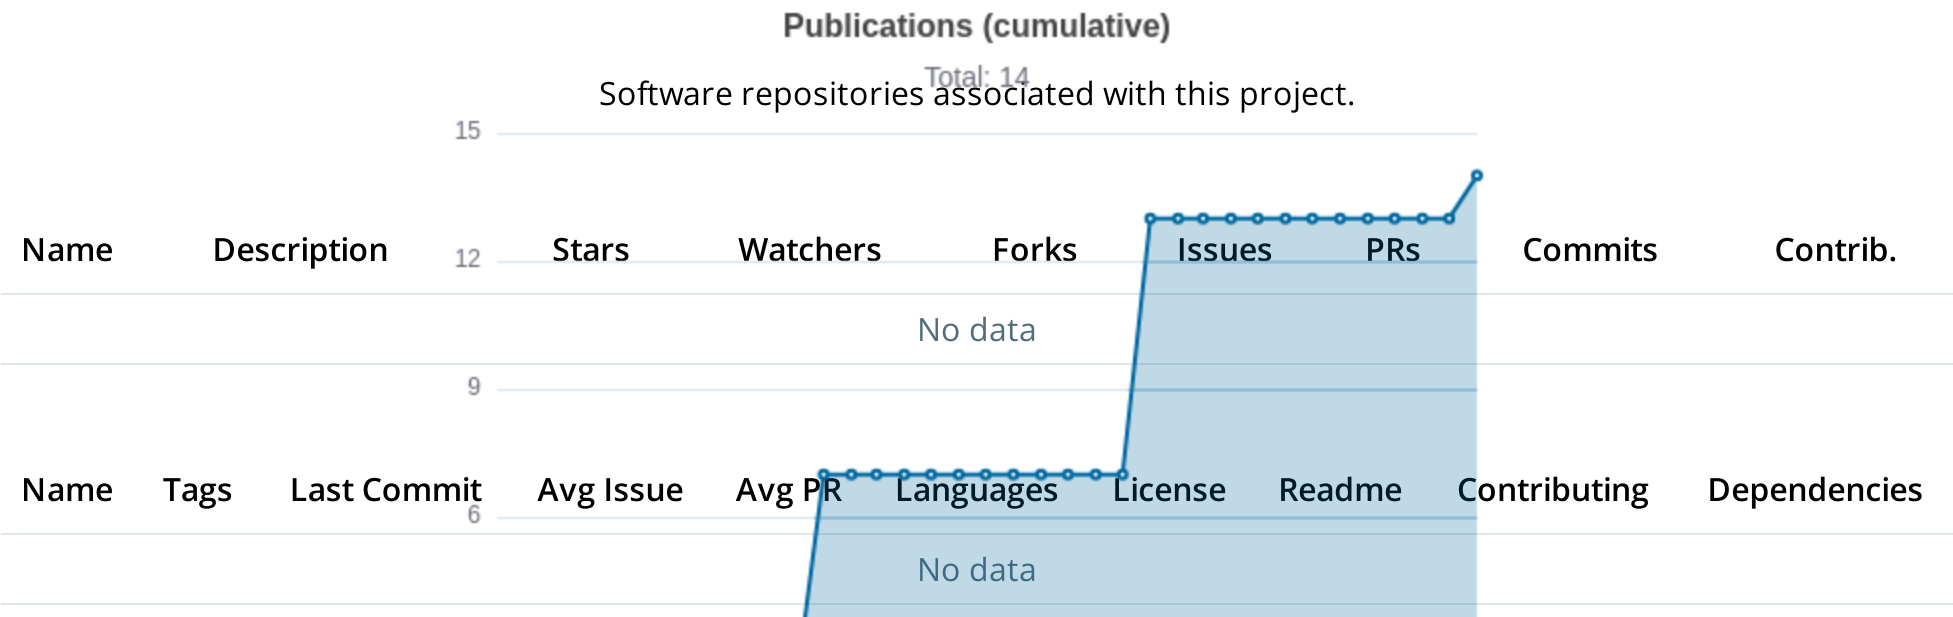 Publications (cumulative)
Total: 14
Software repositories associated with this project.
15
Name Description Stars Watchers Forks Issues PRs Commits Contrib.
12
No data
9
Name Tags Last Commit Avg Issue Avg PR Languages License Readme Contributing Dependencies
6
No data